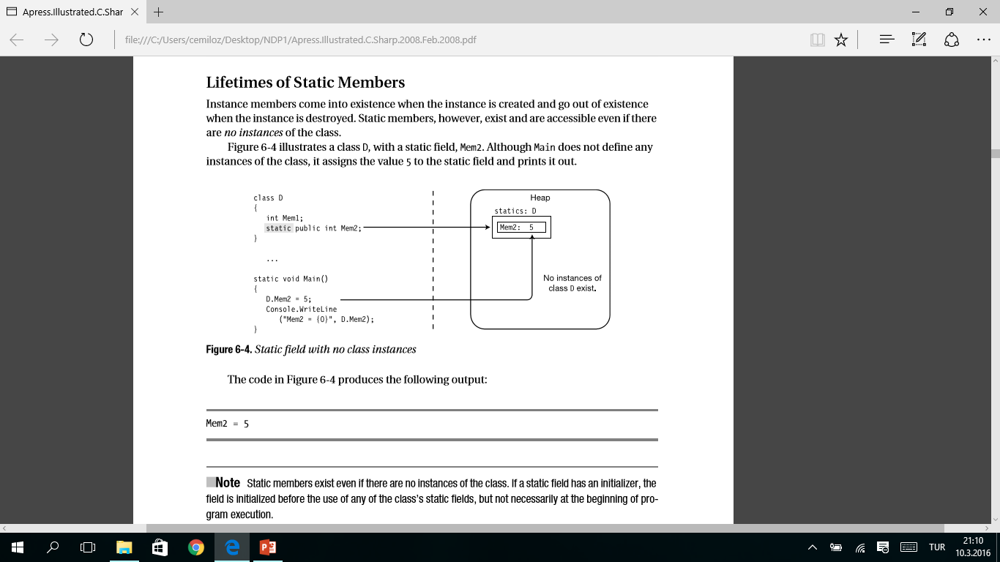 Apress.Illustrated.C.Shar
file:///C:/Users/cemiloz/Desktop/NDP1/Apress.Illustrated.C.Sharp.2008.Feb.2008.pdf
Lifetimes of Static Members
Instance members come into existence when the instance is created and go out of existence
when the instance is destroyed. Static members, however, exist and are accessible even if there
are no instances of the class.
Figure 6-4 illustrates a class D, with a static field, Mem2. Although Main does not define any
instances of the class, it assigns the value 5 to the static field and prints it out.
class D
{
int Mem1;
static public int Mem2;
}
...
static void Main()
{
D.Mem2 = 5;
Console.WriteLine
("Mem2 = {0}", D.Mem2);
}
Heap
statics: D
Mem2: 5
No instances of
class D exist.
Figure 6-4. Static field with no class instances
The code in Figure 6-4 produces the following output:
Mem2 = 5
Note Static members exist even if there are no instances of the class. If a static field has an initializer, the
field is initialized before the use of any of the class's static fields, but not necessarily at the beginning of pro-
gram execution.
TUR
21:10
10.3.2016